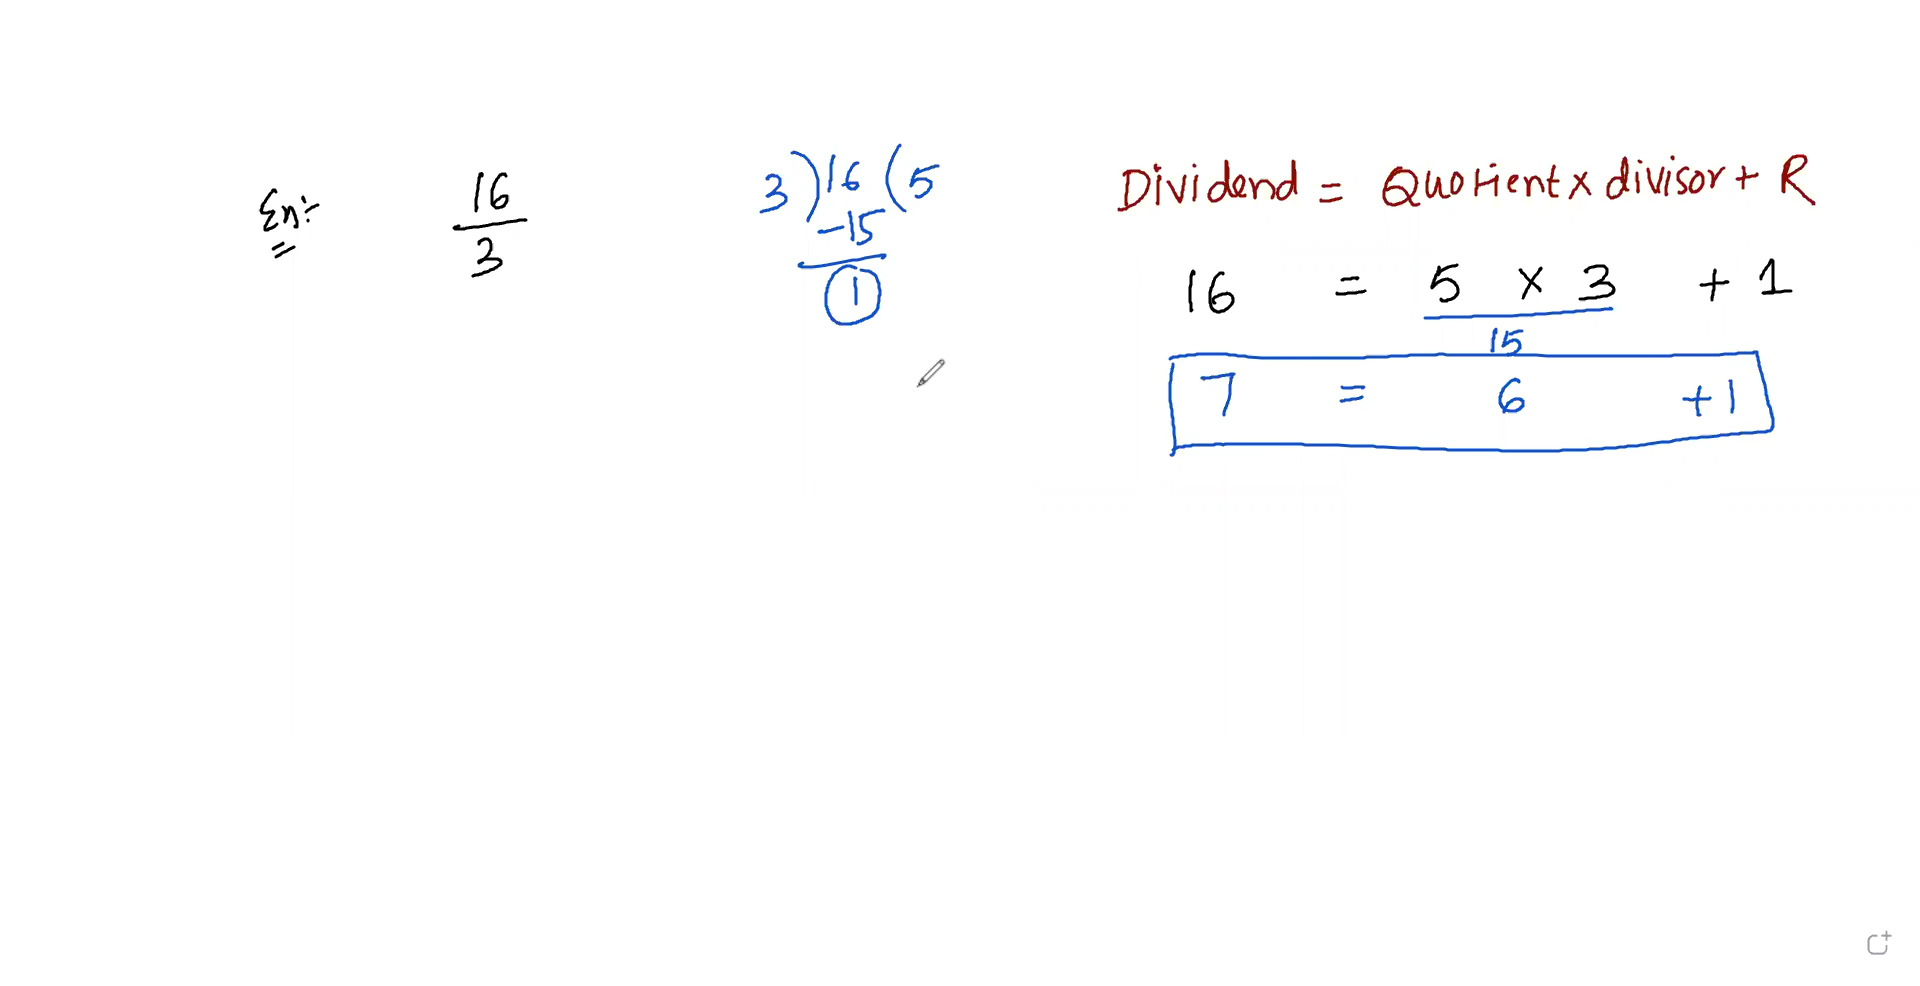 Ex:-
16
3
3)16(5
-15
1
Dividend = Quotient x divisor + R
16 = 5 x 3 + 1
15
7 = 6 +1